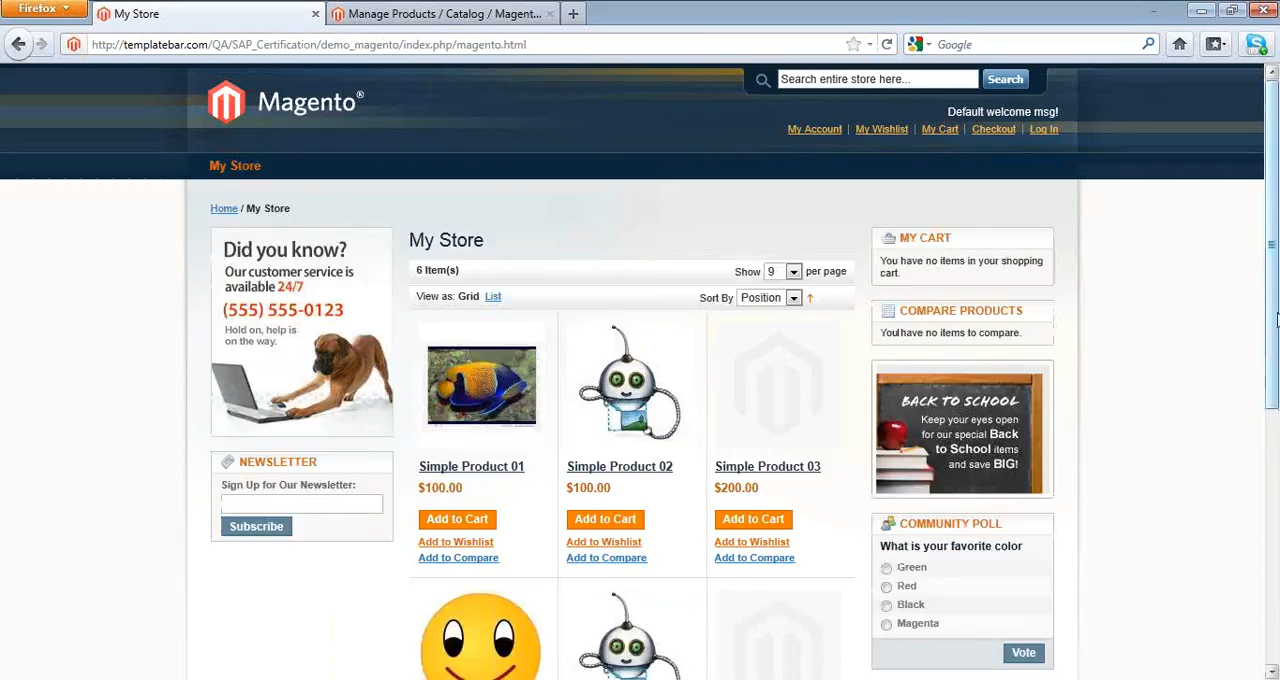 Firefox
My Store
Manage Products / Catalog / Magent...
http://templatebar.com/QA/SAP_Certification/demo_magento/index.php/magento.html
Google
Magento®
Search entire store here...
Search
Default welcome msg!
My Account | My Wishlist | My Cart | Checkout | Log In
My Store
Home / My Store
Did you know?
Our customer service is
available 24/7
(555) 555-0123
Hold on, help is
on the way.
NEWSLETTER
Sign Up for Our Newsletter:
Subscribe
My Store
6 Item(s)
Show 9 per page
View as: Grid List
Sort By Position
Simple Product 01
$100.00
Add to Cart
Add to Wishlist
Add to Compare
Simple Product 02
$100.00
Add to Cart
Add to Wishlist
Add to Compare
Simple Product 03
$200.00
Add to Cart
Add to Wishlist
Add to Compare
MY CART
You have no items in your shopping
cart.
COMPARE PRODUCTS
You have no items to compare.
BACK TO SCHOOL
Keep your eyes open
for our special Back
to School items
and save BIG!
COMMUNITY POLL
What is your favorite color
Green
Red
Black
Magenta
Vote